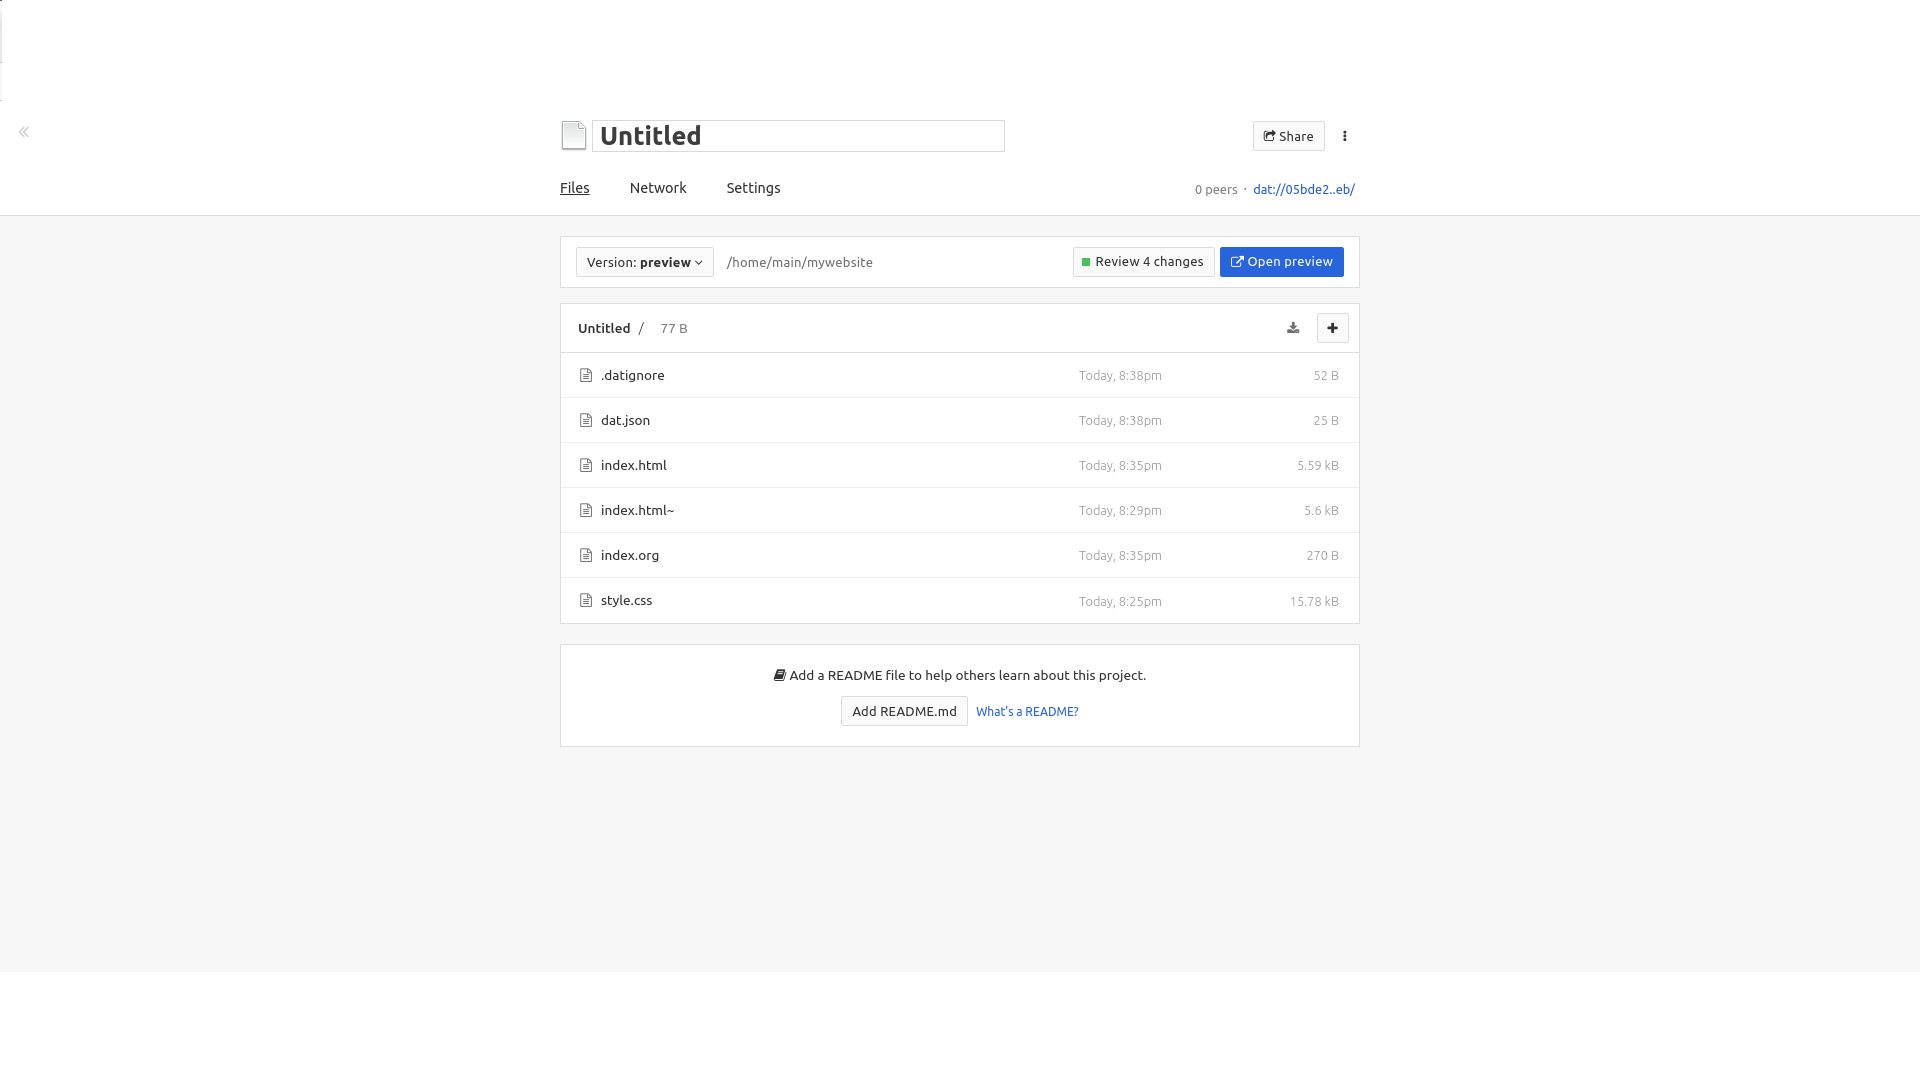 Untitled
Share
Files Network Settings 0 peers · dat://05bde2..eb/
Version: preview /home/main/mywebsite Review 4 changes Open preview
Untitled / 77 B
.datignore Today, 8:38pm 52 B
dat.json Today, 8:38pm 25 B
index.html Today, 8:35pm 5.59 kB
index.html~ Today, 8:29pm 5.6 kB
index.org Today, 8:35pm 270 B
style.css Today, 8:25pm 15.78 kB
Add a README file to help others learn about this project.
Add README.md What's a README?